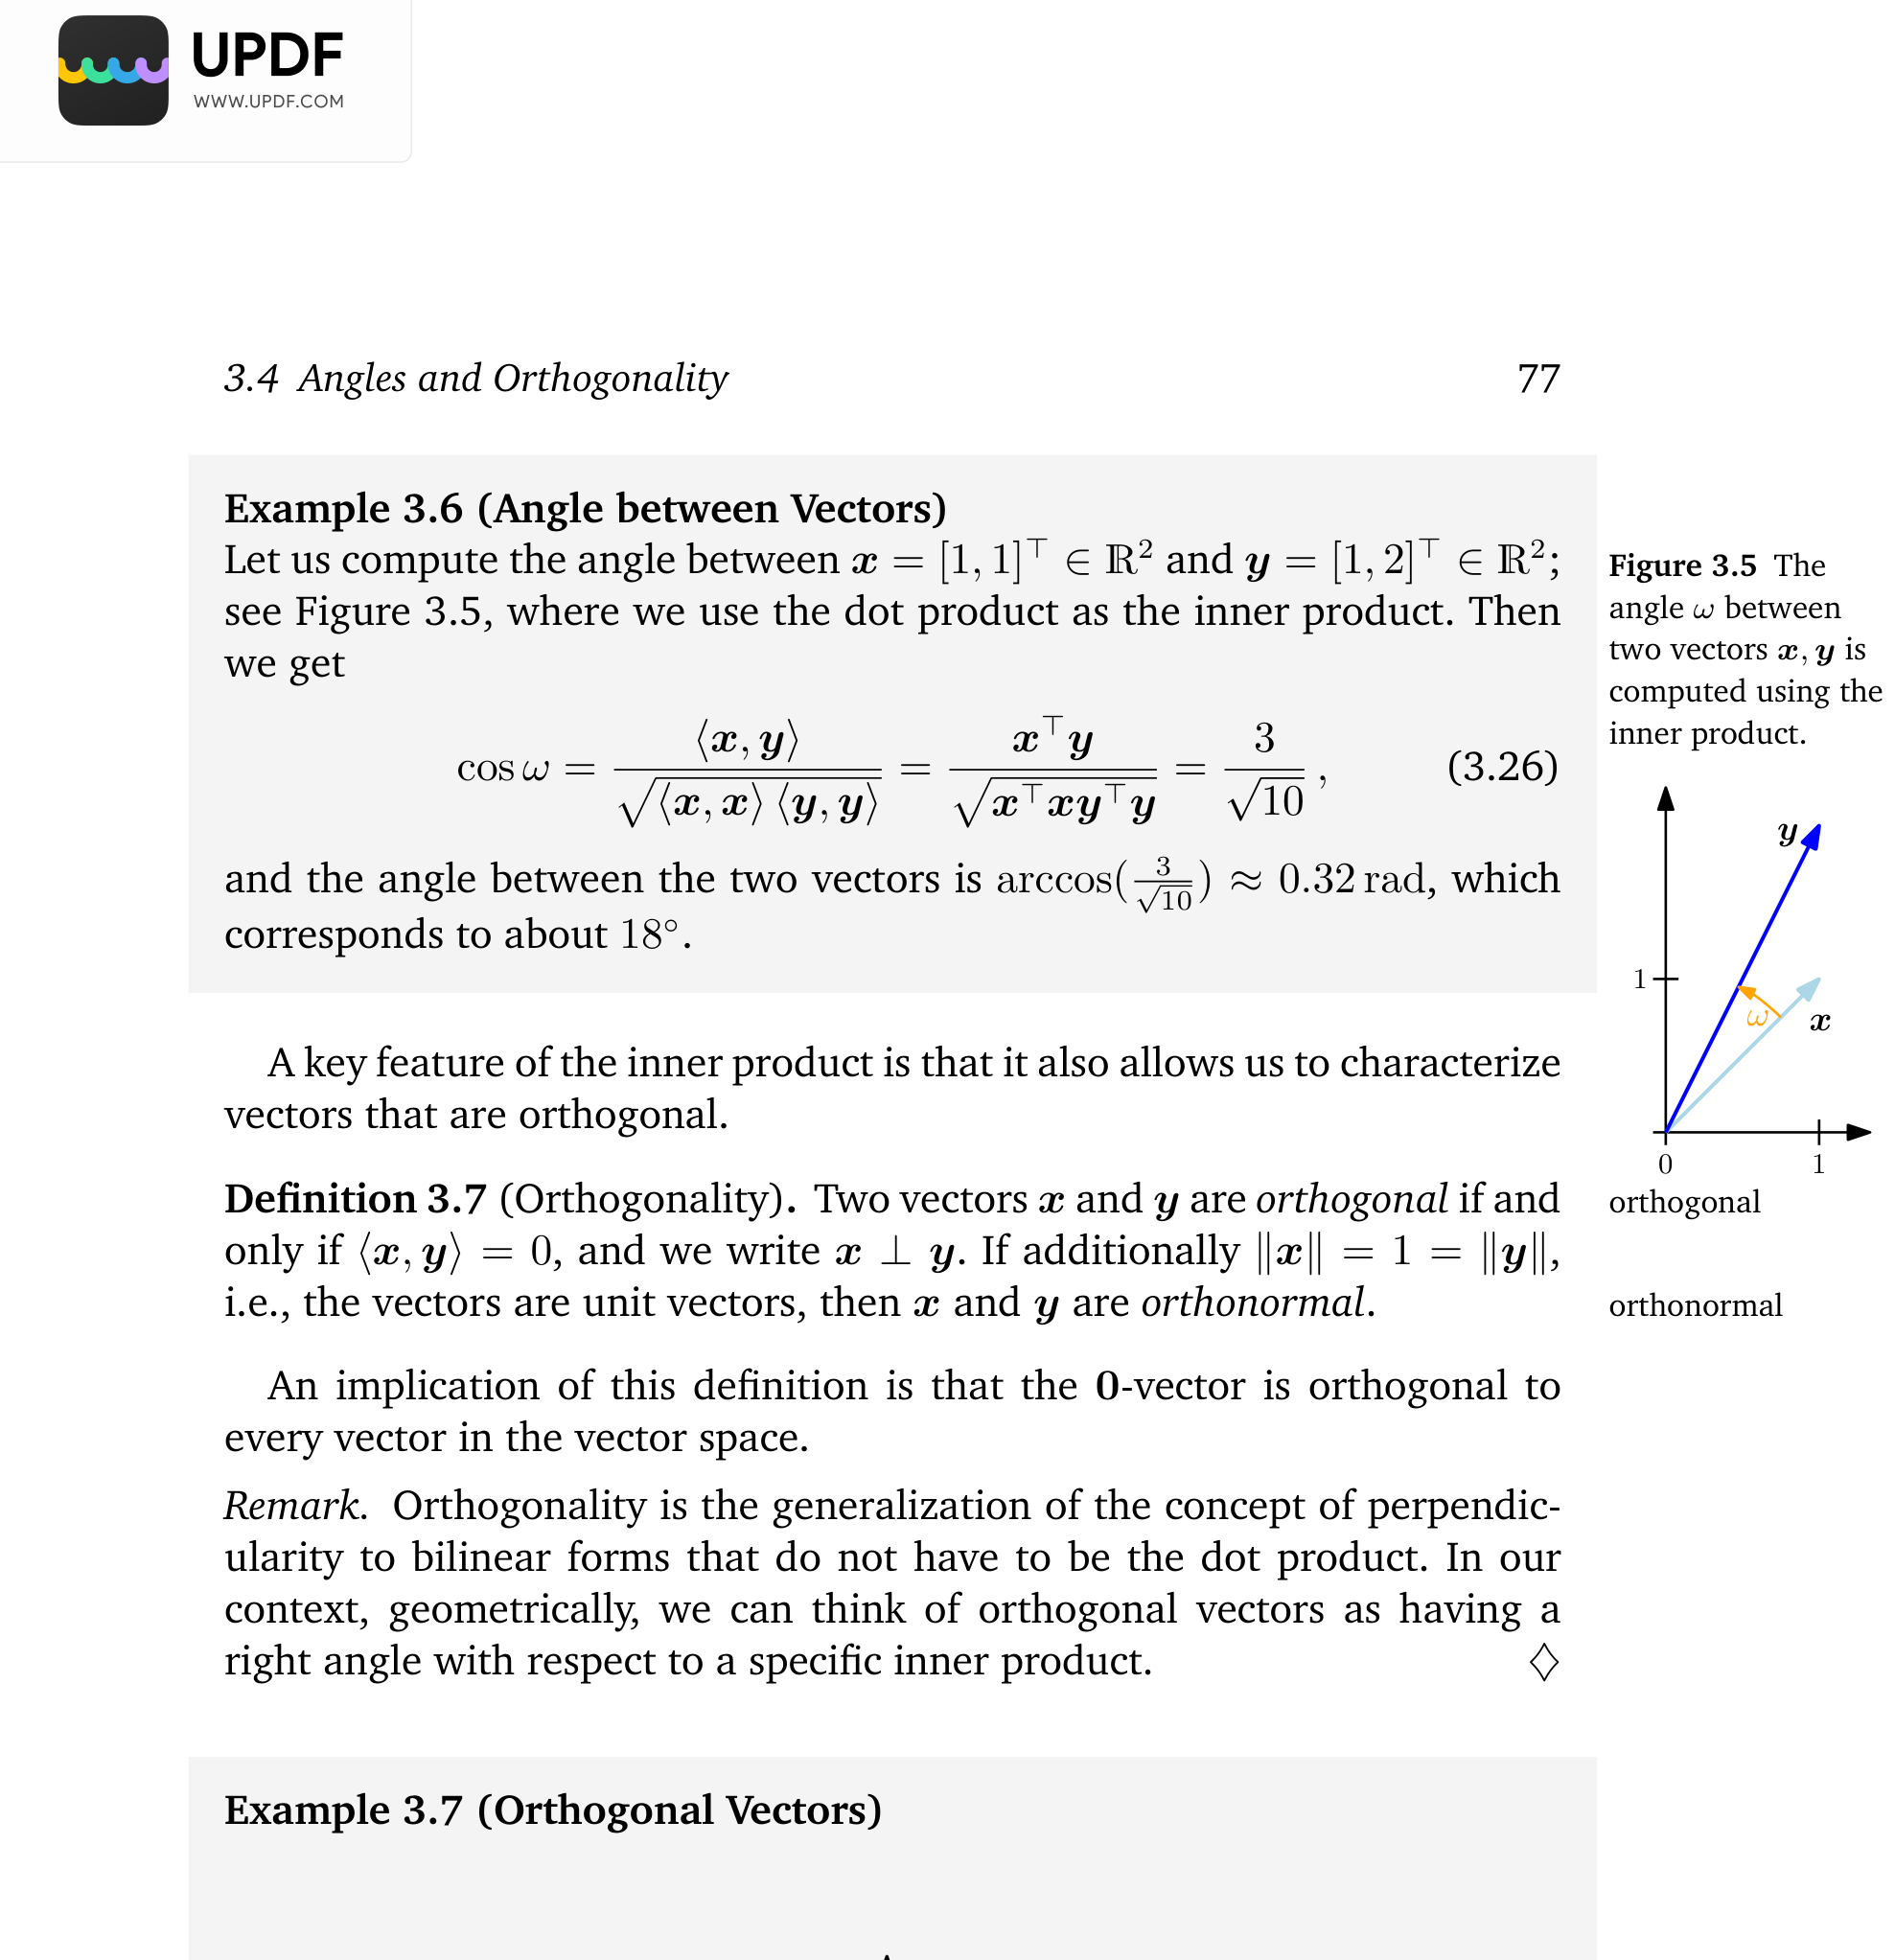 UPDF
WWW.UPDF.COM
3.4 Angles and Orthogonality 77
Example 3.6 (Angle between Vectors)
Let us compute the angle between x = [1, 1]⊤ ∈ ℝ² and y = [1, 2]⊤ ∈ ℝ²;
see Figure 3.5, where we use the dot product as the inner product. Then
we get
cos ω = ⟨x, y⟩ / √(⟨x, x⟩ ⟨y, y⟩) = x⊤y / √(x⊤xy⊤y) = 3 / √10 , (3.26)
and the angle between the two vectors is arccos(3/√10) ≈ 0.32 rad, which
corresponds to about 18°.
Figure 3.5 The
angle ω between
two vectors x, y is
computed using the
inner product.
y
1
ω
x
0 1
A key feature of the inner product is that it also allows us to characterize
vectors that are orthogonal.
Definition 3.7 (Orthogonality). Two vectors x and y are orthogonal if and
only if ⟨x, y⟩ = 0, and we write x ⊥ y. If additionally ‖x‖ = 1 = ‖y‖,
i.e., the vectors are unit vectors, then x and y are orthonormal.
orthogonal
orthonormal
An implication of this definition is that the 0-vector is orthogonal to
every vector in the vector space.
Remark. Orthogonality is the generalization of the concept of perpendic-
ularity to bilinear forms that do not have to be the dot product. In our
context, geometrically, we can think of orthogonal vectors as having a
right angle with respect to a specific inner product. ♢
Example 3.7 (Orthogonal Vectors)